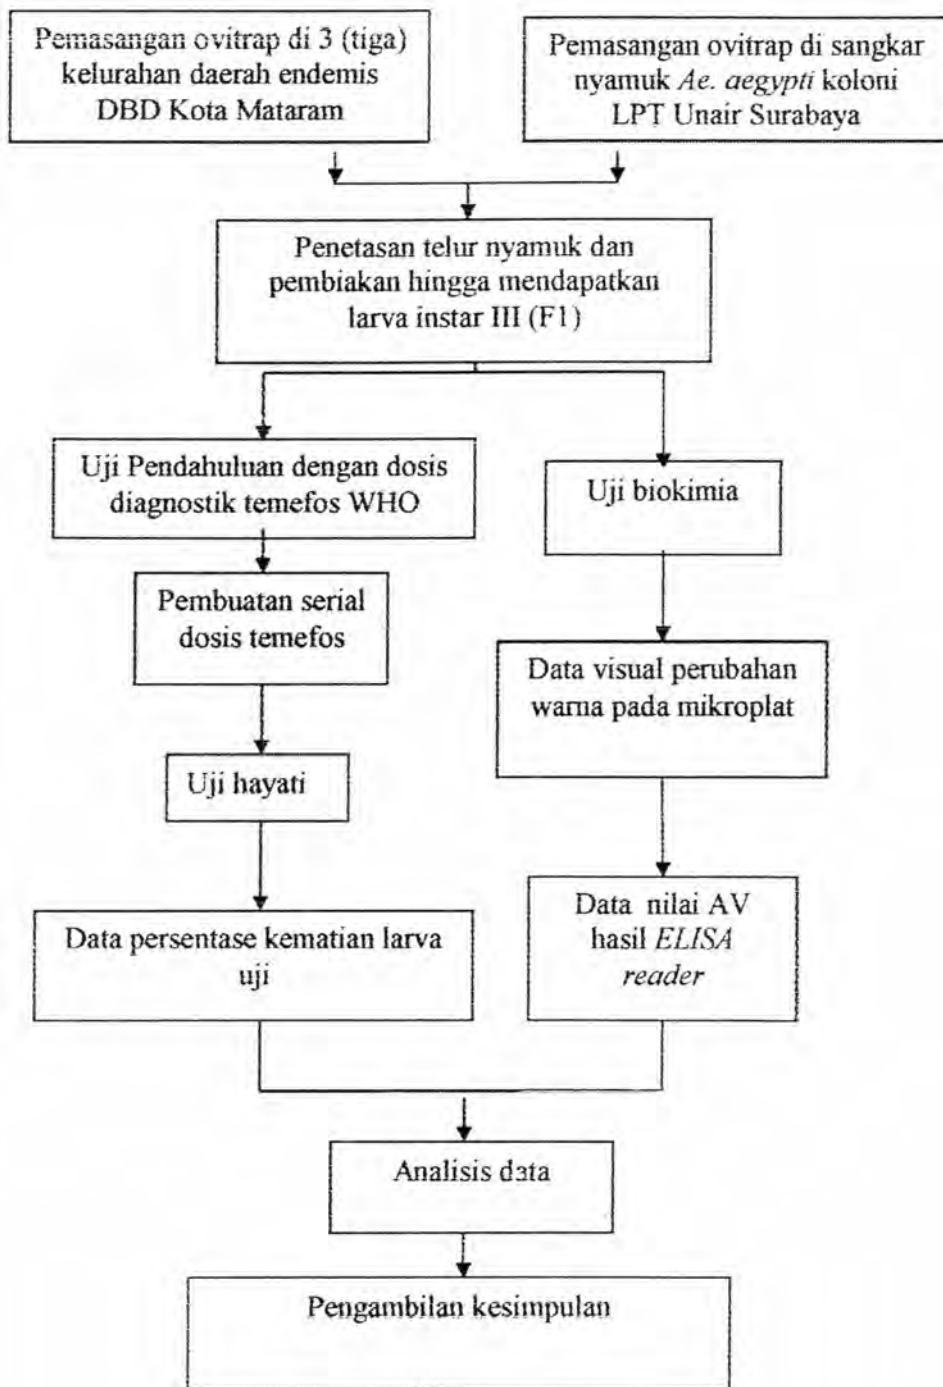 Pemasangan ovitrap di 3 (tiga)
kelurahan daerah endemis
DBD Kota Mataram
Pemasangan ovitrap di sangkar
nyamuk Ae. aegypti koloni
LPT Unair Surabaya
Penetasan telur nyamuk dan
pembiakan hingga mendapatkan
larva instar III (F1)
Uji Pendahuluan dengan dosis
diagnostik temefos WHO
Uji biokimia
Pembuatan serial
dosis temefos
Data visual perubahan
warna pada mikroplat
Uji hayati
Data persentase kematian larva
uji
Data nilai AV
hasil ELISA
reader
Analisis data
Pengambilan kesimpulan